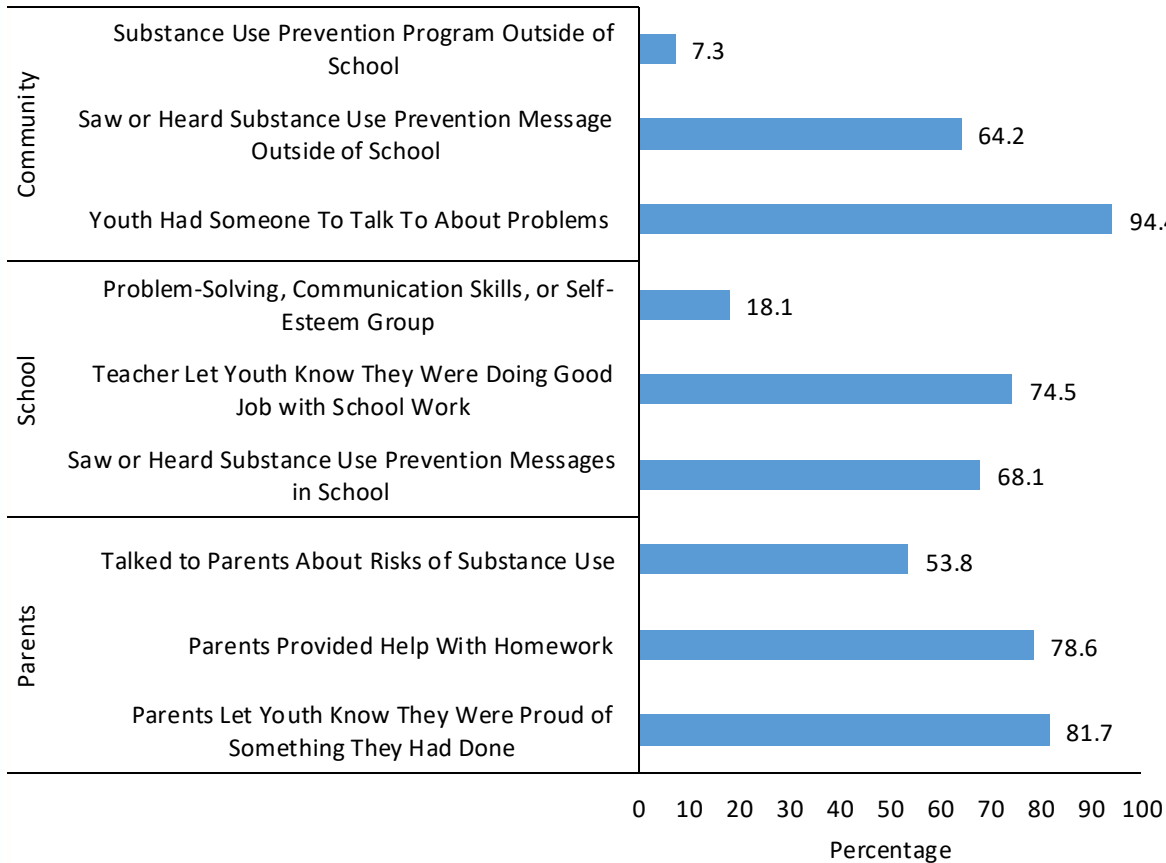 Community
Substance Use Prevention Program Outside of
School
7.3
Saw or Heard Substance Use Prevention Message
Outside of School
64.2
Youth Had Someone To Talk To About Problems
94.4
School
Problem-Solving, Communication Skills, or Self-
Esteem Group
18.1
Teacher Let Youth Know They Were Doing Good
Job with School Work
74.5
Saw or Heard Substance Use Prevention Messages
in School
68.1
Parents
Talked to Parents About Risks of Substance Use
53.8
Parents Provided Help With Homework
78.6
Parents Let Youth Know They Were Proud of
Something They Had Done
81.7
0 10 20 30 40 50 60 70 80 90 100
Percentage